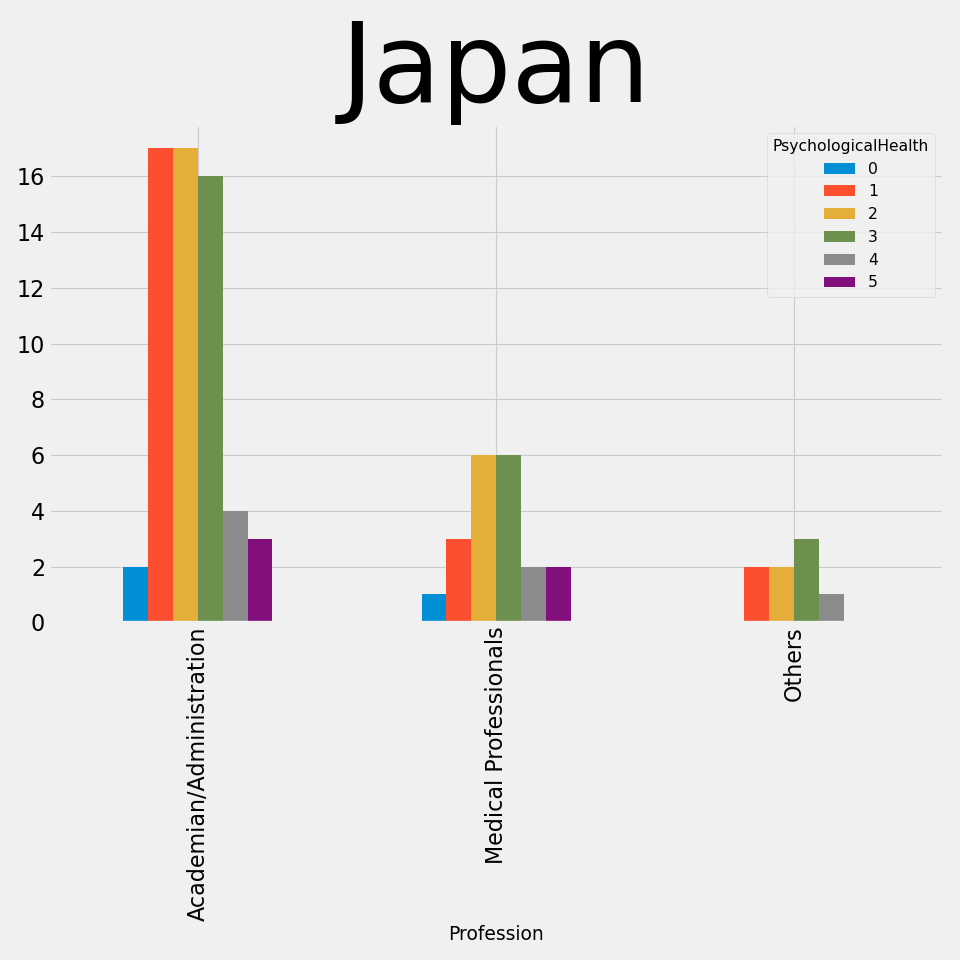 Japan
PsychologicalHealth
0
1
2
3
4
5
16
14
12
10
8
6
4
2
0
Academian/Administration
Medical Professionals
Others
Profession